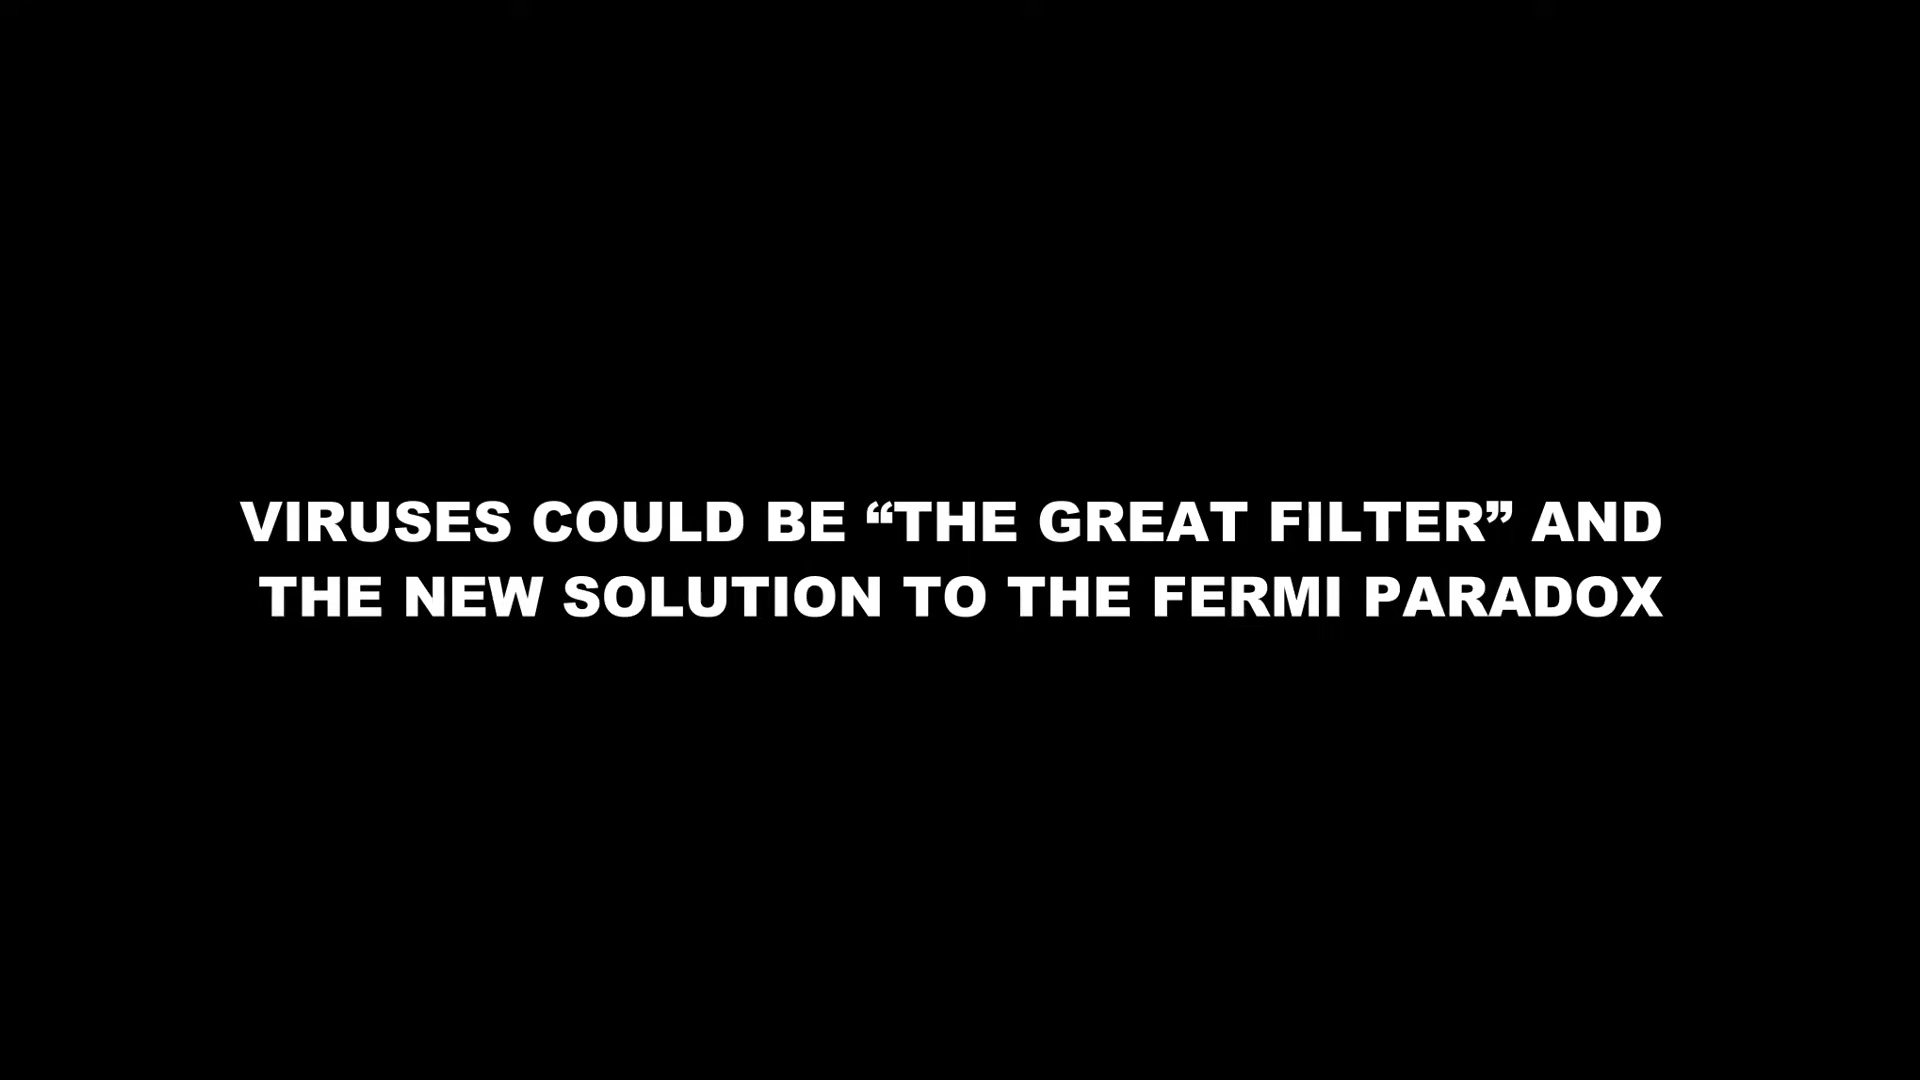 VIRUSES COULD BE “THE GREAT FILTER” AND
THE NEW SOLUTION TO THE FERMI PARADOX